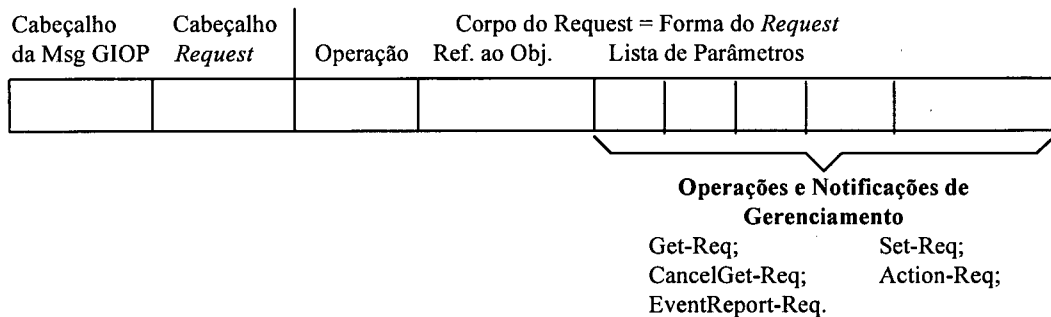 Cabeçalho Cabeçalho Corpo do Request = Forma do Request
da Msg GIOP Request Operação Ref. ao Obj. Lista de Parâmetros
Operações e Notificações de
Gerenciamento
Get-Req; Set-Req;
CancelGet-Req; Action-Req;
EventReport-Req.